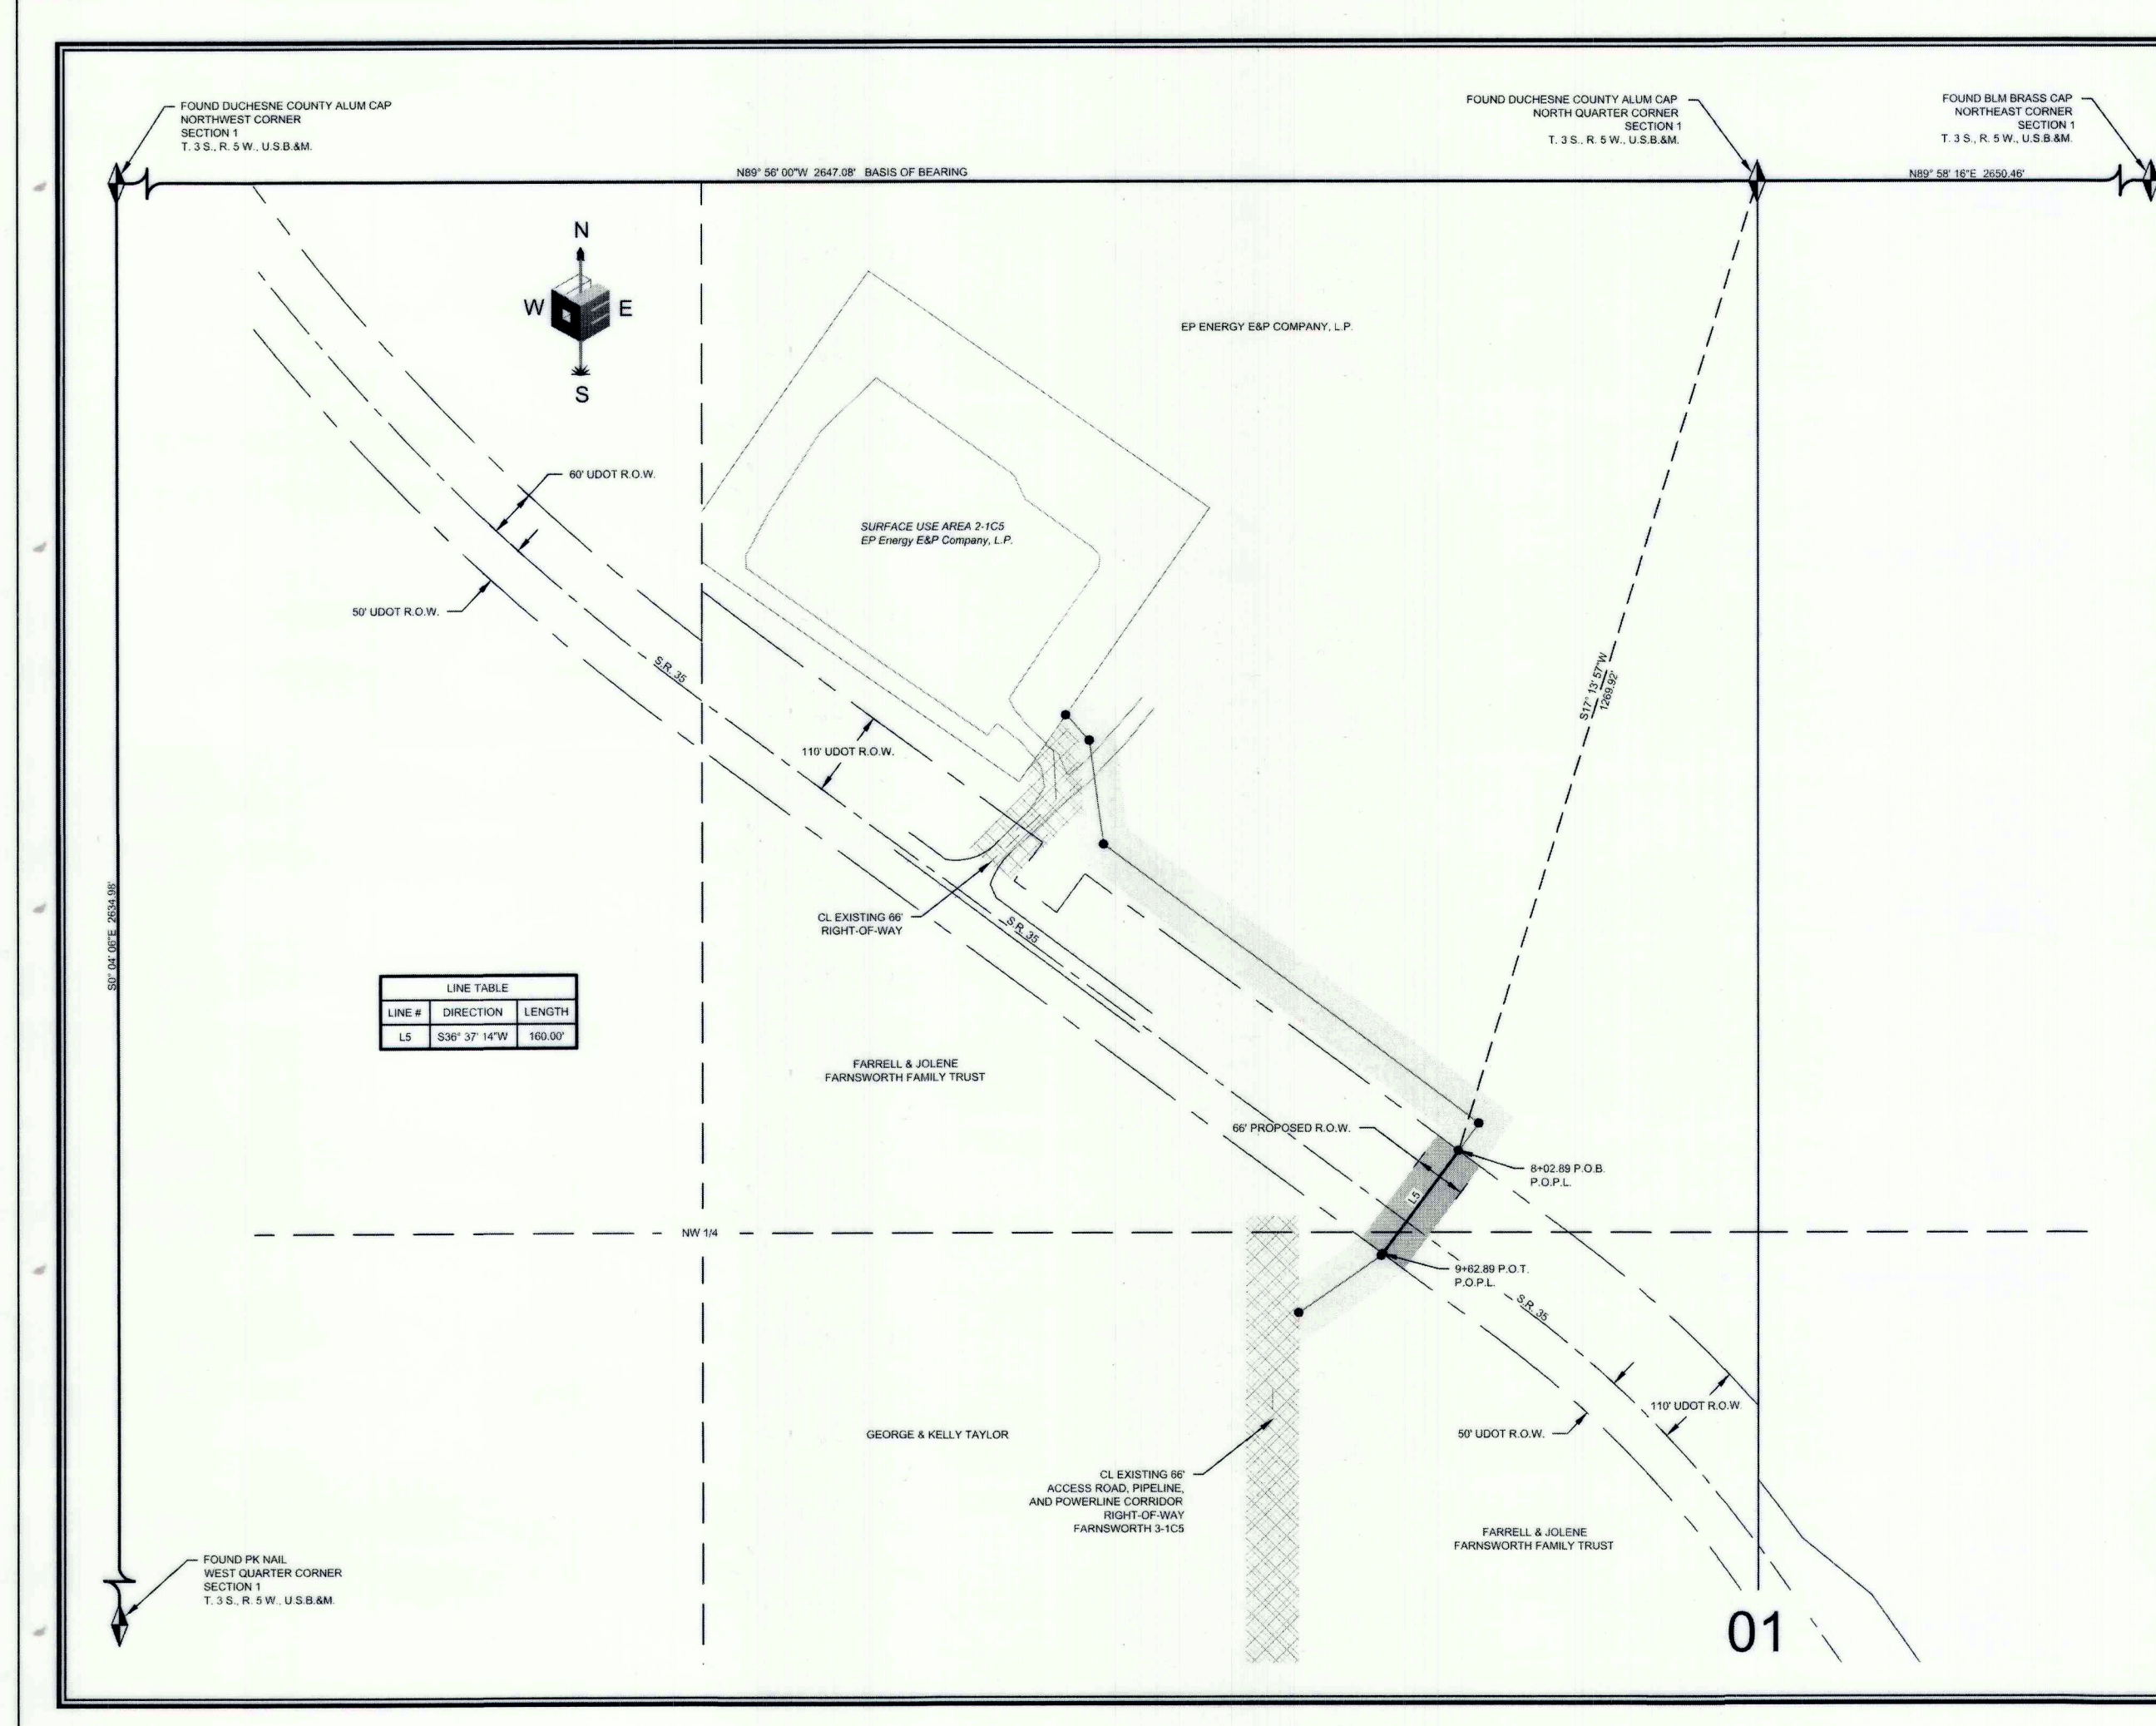 FOUND DUCHESNE COUNTY ALUM CAP
NORTHWEST CORNER
SECTION 1
T. 3 S., R. 5 W., U.S.B.&M.
FOUND DUCHESNE COUNTY ALUM CAP
NORTH QUARTER CORNER
SECTION 1
T. 3 S., R. 5 W., U.S.B.&M.
FOUND BLM BRASS CAP
NORTHEAST CORNER
SECTION 1
T. 3 S., R. 5 W., U.S.B.&M.
N89° 56' 00"W 2647.08' BASIS OF BEARING
N89° 58' 16"E 2650.46'
N
W E
S
EP ENERGY E&P COMPANY, L.P.
60' UDOT R.O.W.
SURFACE USE AREA 2-1C5
EP Energy E&P Company, L.P.
50' UDOT R.O.W.
S.R. 35
S17° 13' 57"W
1269.92'
110' UDOT R.O.W.
CL EXISTING 66'
RIGHT-OF-WAY
S.R. 35
S0° 04' 06"E 2634.98'
LINE TABLE
LINE # DIRECTION LENGTH
L5 S36° 37' 14"W 160.00'
FARRELL & JOLENE
FARNSWORTH FAMILY TRUST
66' PROPOSED R.O.W.
8+02.89 P.O.B.
P.O.P.L.
L5
NW 1/4
9+62.89 P.O.T.
P.O.P.L.
S.R. 35
110' UDOT R.O.W.
50' UDOT R.O.W.
GEORGE & KELLY TAYLOR
CL EXISTING 66'
ACCESS ROAD, PIPELINE,
AND POWERLINE CORRIDOR
RIGHT-OF-WAY
FARNSWORTH 3-1C5
FARRELL & JOLENE
FARNSWORTH FAMILY TRUST
FOUND PK NAIL
WEST QUARTER CORNER
SECTION 1
T. 3 S., R. 5 W., U.S.B.&M.
01